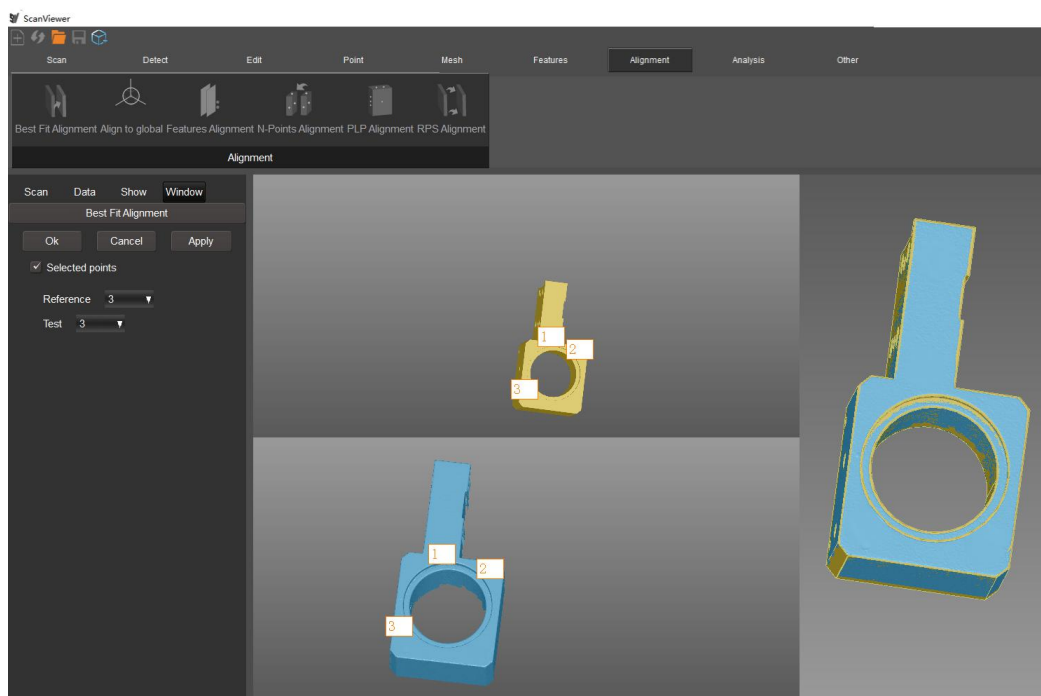 ScanViewer
Scan Detect Edit Point Mesh Features Alignment Analysis Other
Best Fit Alignment Align to global Features Alignment N-Points Alignment PLP Alignment RPS Alignment
Alignment
Scan Data Show Window
Best Fit Alignment
Ok Cancel Apply
Selected points
Reference 3
Test 3
1
2
3
1
2
3